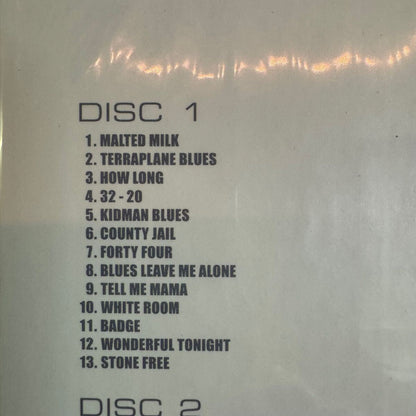 DISC 1
1. MALTED MILK
2. TERRAPLANE BLUES
3. HOW LONG
4. 32 - 20
5. KIDMAN BLUES
6. COUNTY JAIL
7. FORTY FOUR
8. BLUES LEAVE ME ALONE
9. TELL ME MAMA
10. WHITE ROOM
11. BADGE
12. WONDERFUL TONIGHT
13. STONE FREE
DISC 2